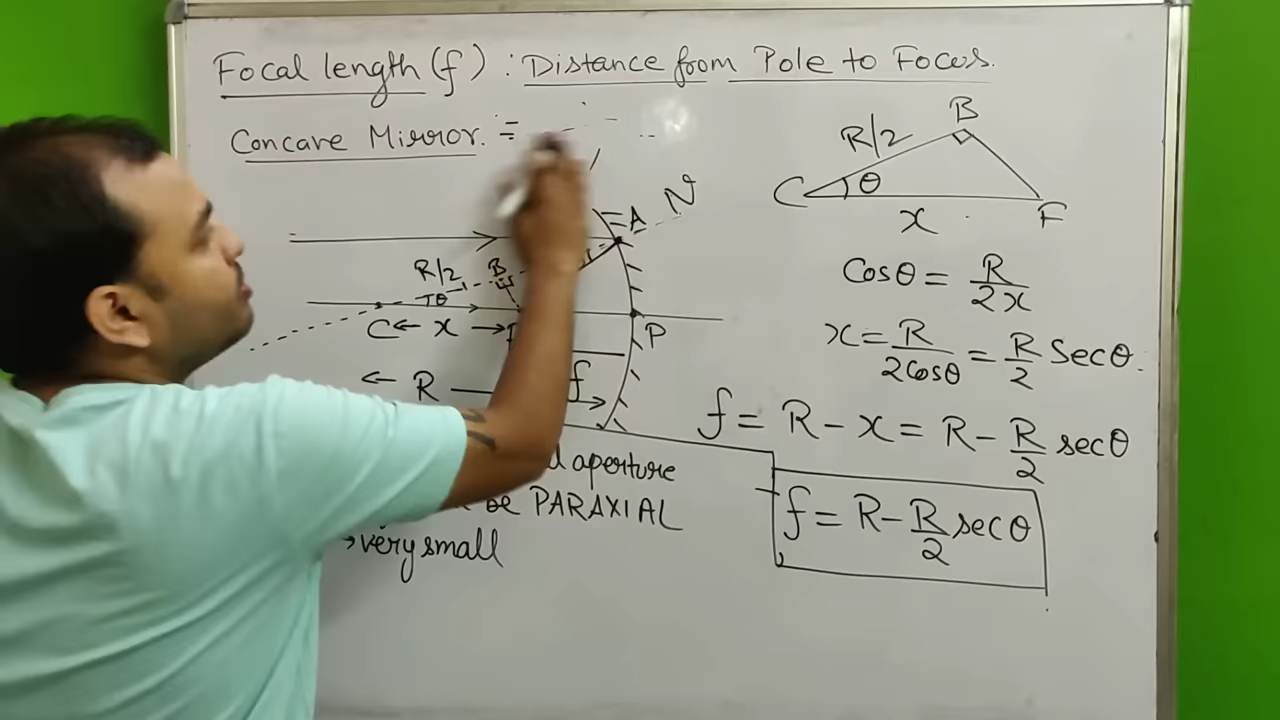 Focal length (f) : Distance from Pole to Focus.
Concave Mirror. :-
B
R/2
C θ
x F
A N
R/2 B
θ
C ← x → P
← R f →
Cosθ = R/2x
x = R/2cosθ = R/2 Secθ.
f = R - x = R - R/2 secθ
f = R - R/2 secθ
aperture
be PARAXIAL
→ very small